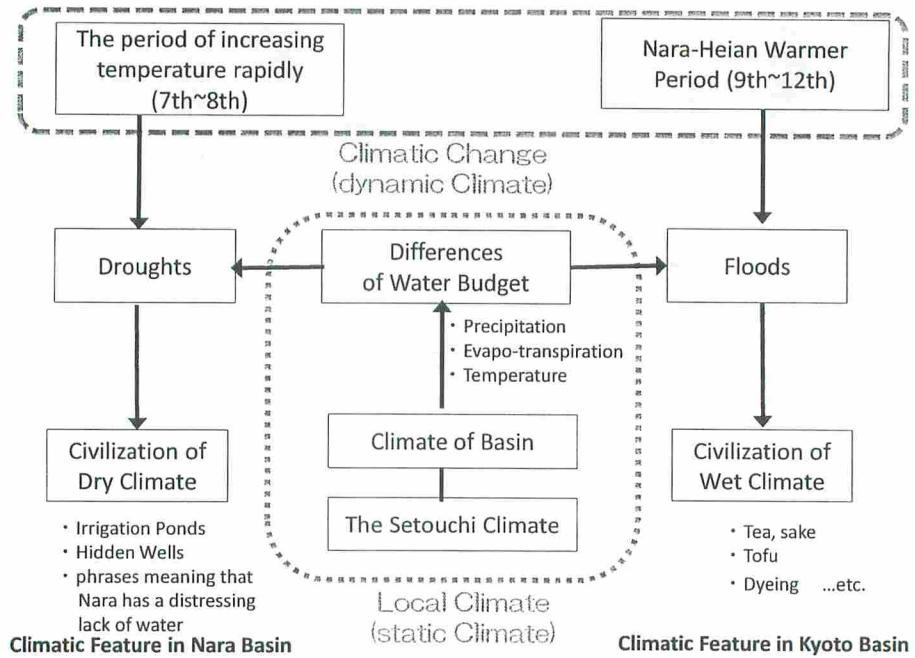 The period of increasing
temperature rapidly
(7th~8th)
Nara-Heian Warmer
Period (9th~12th)
Climatic Change
(dynamic Climate)
Droughts
Differences
of Water Budget
Floods
・Precipitation
・Evapo-transpiration
・Temperature
Civilization of
Dry Climate
Climate of Basin
Civilization of
Wet Climate
The Setouchi Climate
・Irrigation Ponds
・Hidden Wells
・phrases meaning that
Nara has a distressing
lack of water
・Tea, sake
・Tofu
・Dyeing ...etc.
Local Climate
(static Climate)
Climatic Feature in Nara Basin
Climatic Feature in Kyoto Basin